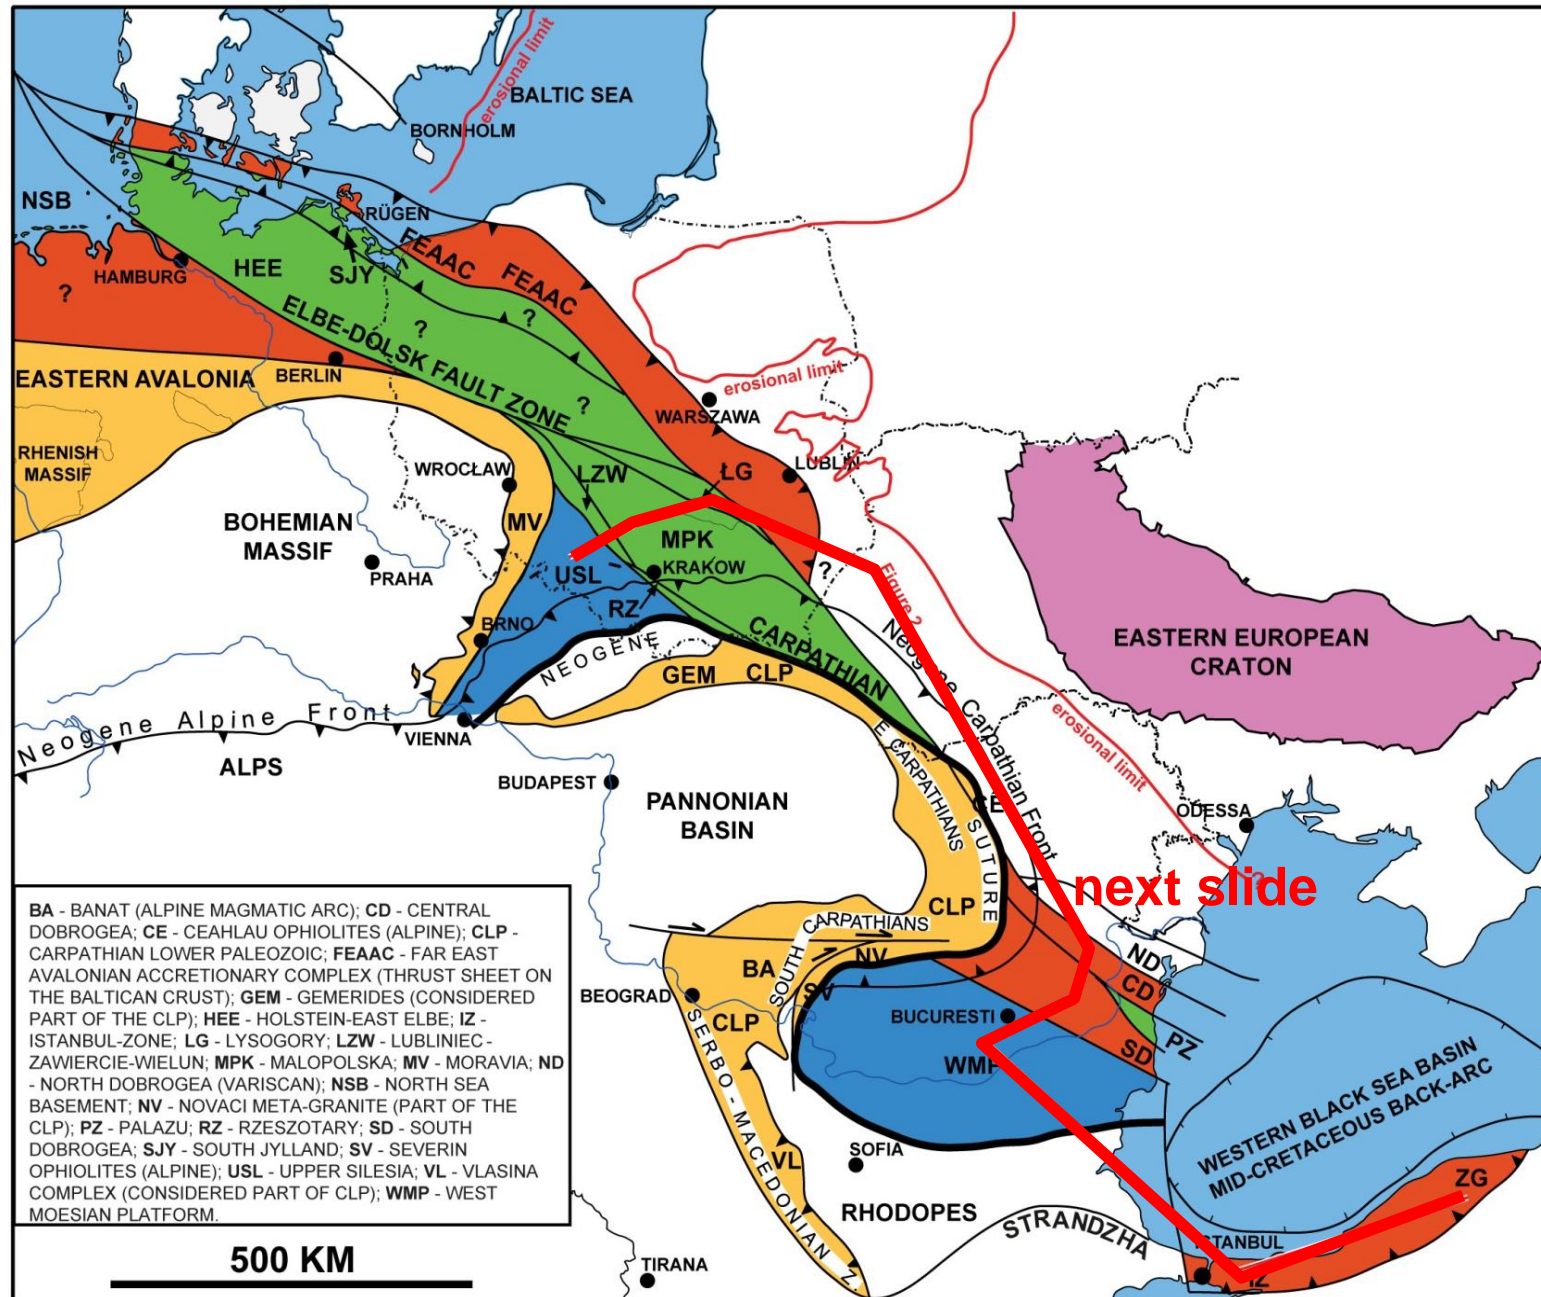 erosional limit
BALTIC SEA
BORNHOLM
NSB
RÜGEN
HAMBURG
HEE
SJY
FEAAC
FEAAC
?
?
?
?
ELBE-DOLSK FAULT ZONE
EASTERN AVALONIA
BERLIN
erosional limit
WARSZAWA
RHENISH
MASSIF
WROCŁAW
LZW
ŁG
LUBLIN
BOHEMIAN
MASSIF
MV
MPK
PRAHA
USL
KRAKOW
?
Figure 2
RZ
BRNO
NEOGENE
CARPATHIAN
Neogene Carpathian Front
EASTERN EUROPEAN
CRATON
GEM
CLP
Neogene Alpine Front
VIENNA
ALPS
erosional limit
BUDAPEST
PANNONIAN
BASIN
E CARPATHIANS
SUTURE
CE
ODESSA
?
next slide
CLP
SOUTH CARPATHIANS
BA
NV
SV
ND
CD
PZ
SD
BEOGRAD
CLP
BUCURESTI
WMP
SERBO - MACEDONIAN Z.
VL
SOFIA
RHODOPES
STRANDZHA
WESTERN BLACK SEA BASIN
MID-CRETACEOUS BACK-ARC
ZG
ISTANBUL
IZ
TIRANA
BA - BANAT (ALPINE MAGMATIC ARC); CD - CENTRAL
DOBROGEA; CE - CEAHLAU OPHIOLITES (ALPINE); CLP -
CARPATHIAN LOWER PALEOZOIC; FEAAC - FAR EAST
AVALONIAN ACCRETIONARY COMPLEX (THRUST SHEET ON
THE BALTICAN CRUST); GEM - GEMERIDES (CONSIDERED
PART OF THE CLP); HEE - HOLSTEIN-EAST ELBE; IZ -
ISTANBUL-ZONE; LG - LYSOGORY; LZW - LUBLINIEC-
ZAWIERCIE-WIELUN; MPK - MALOPOLSKA; MV - MORAVIA; ND
- NORTH DOBROGEA (VARISCAN); NSB - NORTH SEA
BASEMENT; NV - NOVACI META-GRANITE (PART OF THE
CLP); PZ - PALAZU; RZ - RZESZOTARY; SD - SOUTH
DOBROGEA; SJY - SOUTH JYLLAND; SV - SEVERIN
OPHIOLITES (ALPINE); USL - UPPER SILESIA; VL - VLASINA
COMPLEX (CONSIDERED PART OF CLP); WMP - WEST
MOESIAN PLATFORM.
500 KM